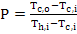 P = (T_c,o − T_c,i) / (T_h,i − T_c,i)